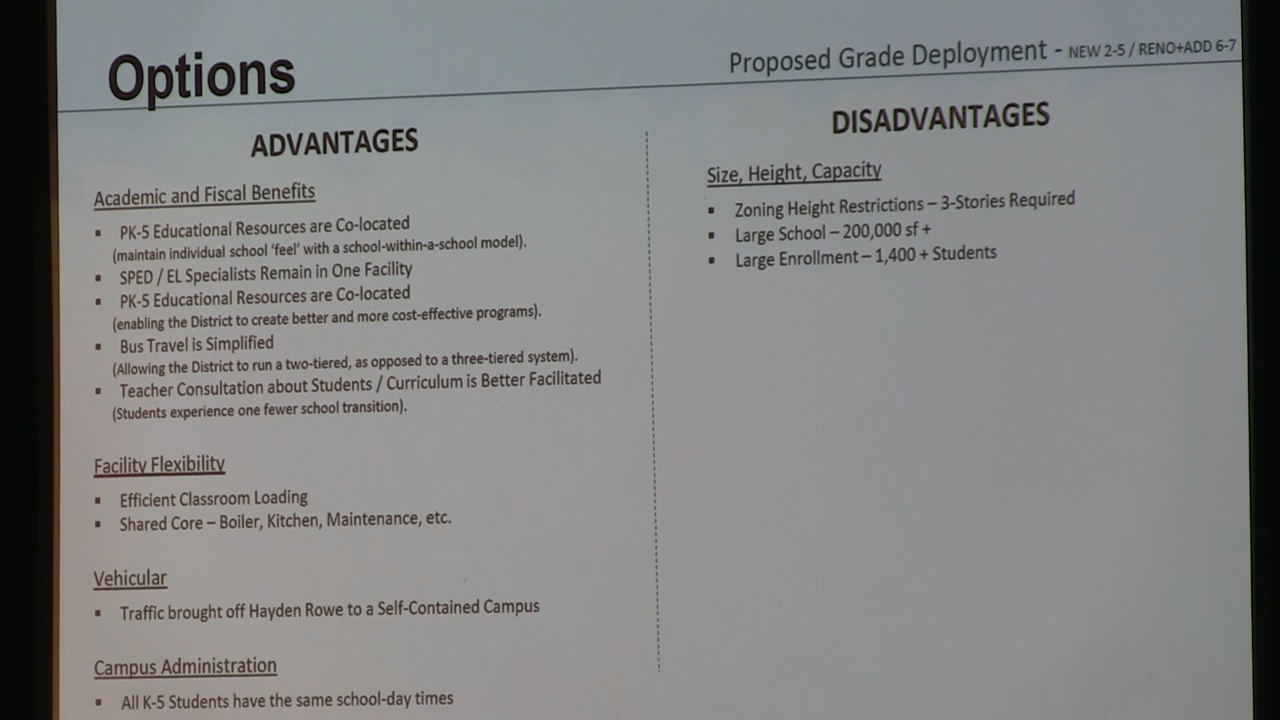 Options
Proposed Grade Deployment - NEW 2-5 / RENO+ADD 6-7
ADVANTAGES
Academic and Fiscal Benefits
▪ PK-5 Educational Resources are Co-located
(maintain individual school 'feel' with a school-within-a-school model).
▪ SPED / EL Specialists Remain in One Facility
▪ PK-5 Educational Resources are Co-located
(enabling the District to create better and more cost-effective programs).
▪ Bus Travel is Simplified
(Allowing the District to run a two-tiered, as opposed to a three-tiered system).
▪ Teacher Consultation about Students / Curriculum is Better Facilitated
(Students experience one fewer school transition).
Facility Flexibility
▪ Efficient Classroom Loading
▪ Shared Core – Boiler, Kitchen, Maintenance, etc.
Vehicular
▪ Traffic brought off Hayden Rowe to a Self-Contained Campus
Campus Administration
▪ All K-5 Students have the same school-day times
DISADVANTAGES
Size, Height, Capacity
▪ Zoning Height Restrictions – 3-Stories Required
▪ Large School – 200,000 sf +
▪ Large Enrollment – 1,400 + Students